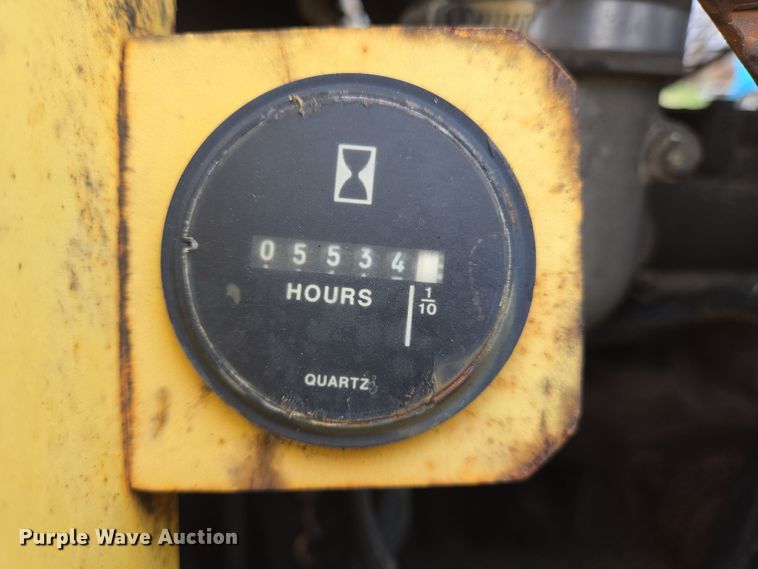 05534
HOURS
1/10
QUARTZ
Purple Wave Auction